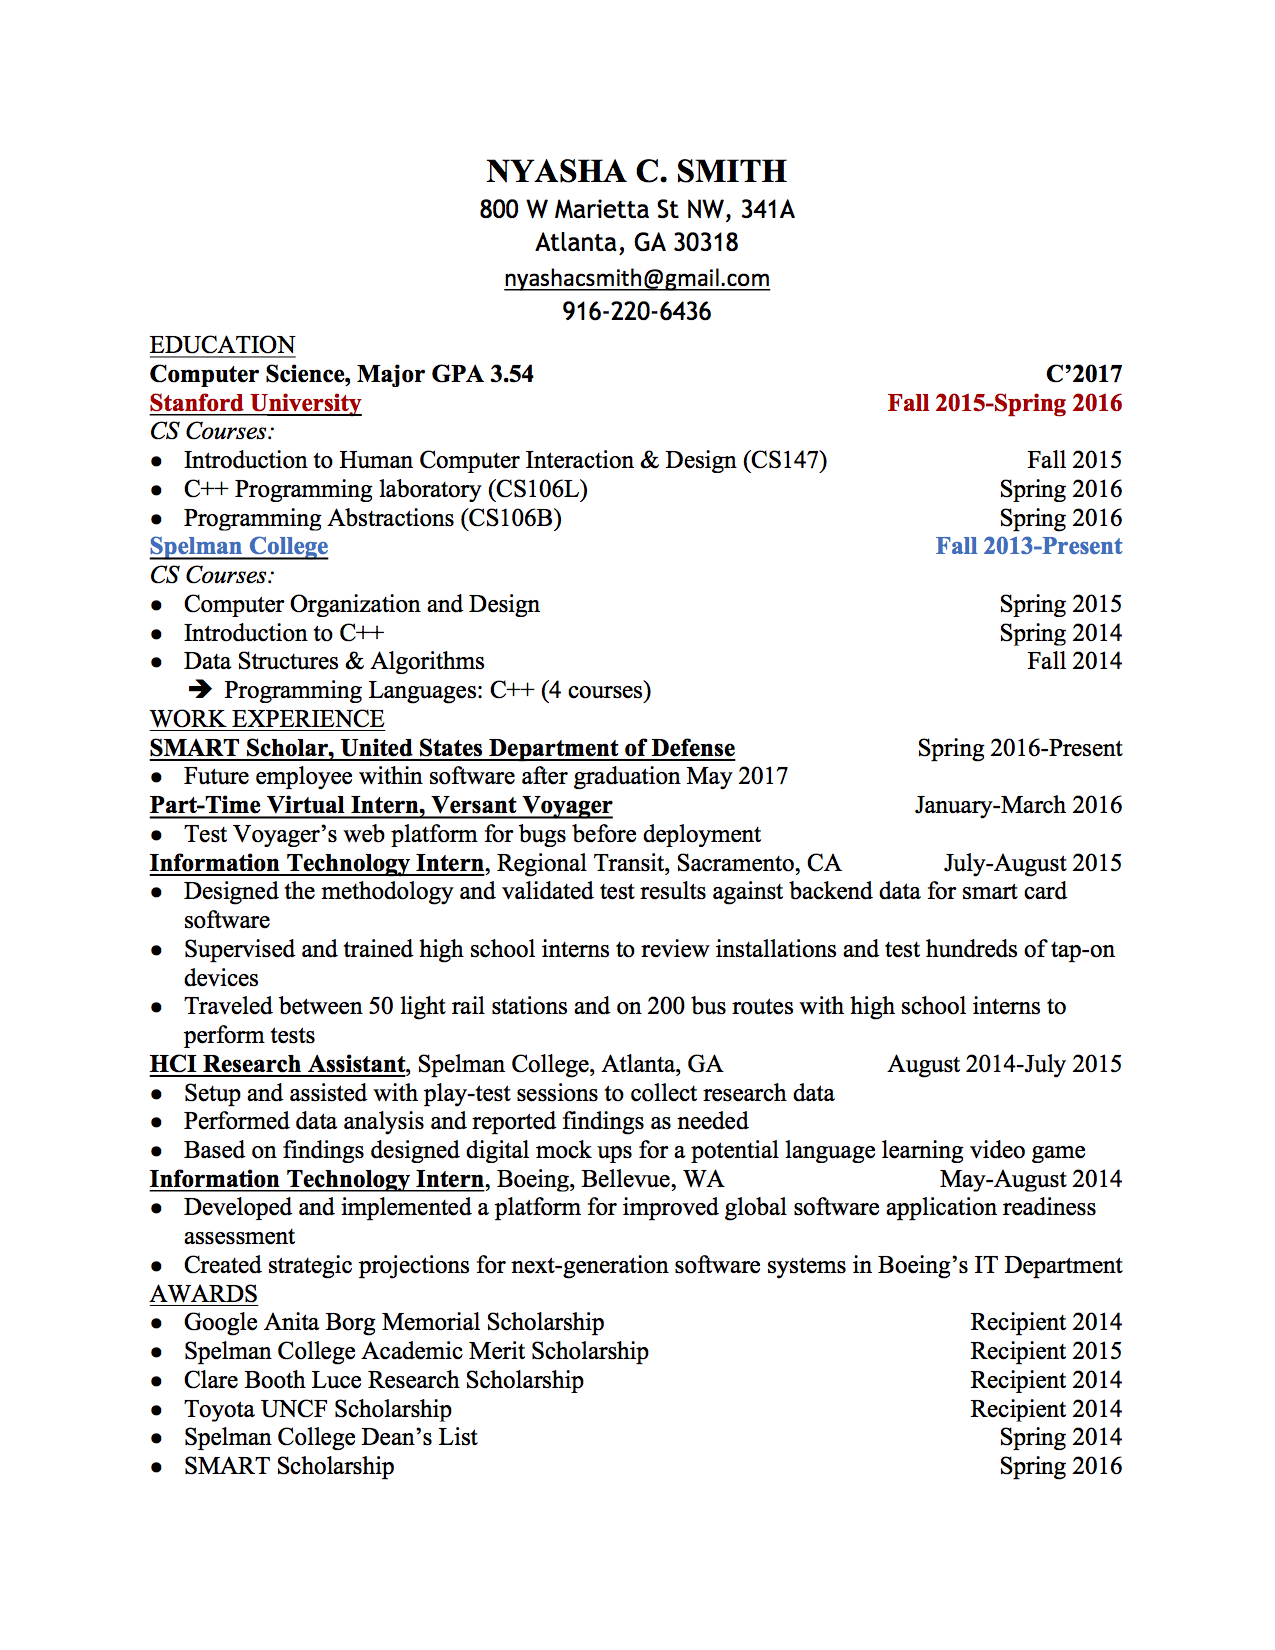 NYASHA C. SMITH
800 W Marietta St NW, 341A
Atlanta, GA 30318
nyashacsmith@gmail.com
916-220-6436
EDUCATION
Computer Science, Major GPA 3.54 C’2017
Stanford University Fall 2015-Spring 2016
CS Courses:
● Introduction to Human Computer Interaction & Design (CS147) Fall 2015
● C++ Programming laboratory (CS106L) Spring 2016
● Programming Abstractions (CS106B) Spring 2016
Spelman College Fall 2013-Present
CS Courses:
● Computer Organization and Design Spring 2015
● Introduction to C++ Spring 2014
● Data Structures & Algorithms Fall 2014
➔ Programming Languages: C++ (4 courses)
WORK EXPERIENCE
SMART Scholar, United States Department of Defense Spring 2016-Present
● Future employee within software after graduation May 2017
Part-Time Virtual Intern, Versant Voyager January-March 2016
● Test Voyager’s web platform for bugs before deployment
Information Technology Intern, Regional Transit, Sacramento, CA July-August 2015
● Designed the methodology and validated test results against backend data for smart card
software
● Supervised and trained high school interns to review installations and test hundreds of tap-on
devices
● Traveled between 50 light rail stations and on 200 bus routes with high school interns to
perform tests
HCI Research Assistant, Spelman College, Atlanta, GA August 2014-July 2015
● Setup and assisted with play-test sessions to collect research data
● Performed data analysis and reported findings as needed
● Based on findings designed digital mock ups for a potential language learning video game
Information Technology Intern, Boeing, Bellevue, WA May-August 2014
● Developed and implemented a platform for improved global software application readiness
assessment
● Created strategic projections for next-generation software systems in Boeing’s IT Department
AWARDS
● Google Anita Borg Memorial Scholarship Recipient 2014
● Spelman College Academic Merit Scholarship Recipient 2015
● Clare Booth Luce Research Scholarship Recipient 2014
● Toyota UNCF Scholarship Recipient 2014
● Spelman College Dean’s List Spring 2014
● SMART Scholarship Spring 2016